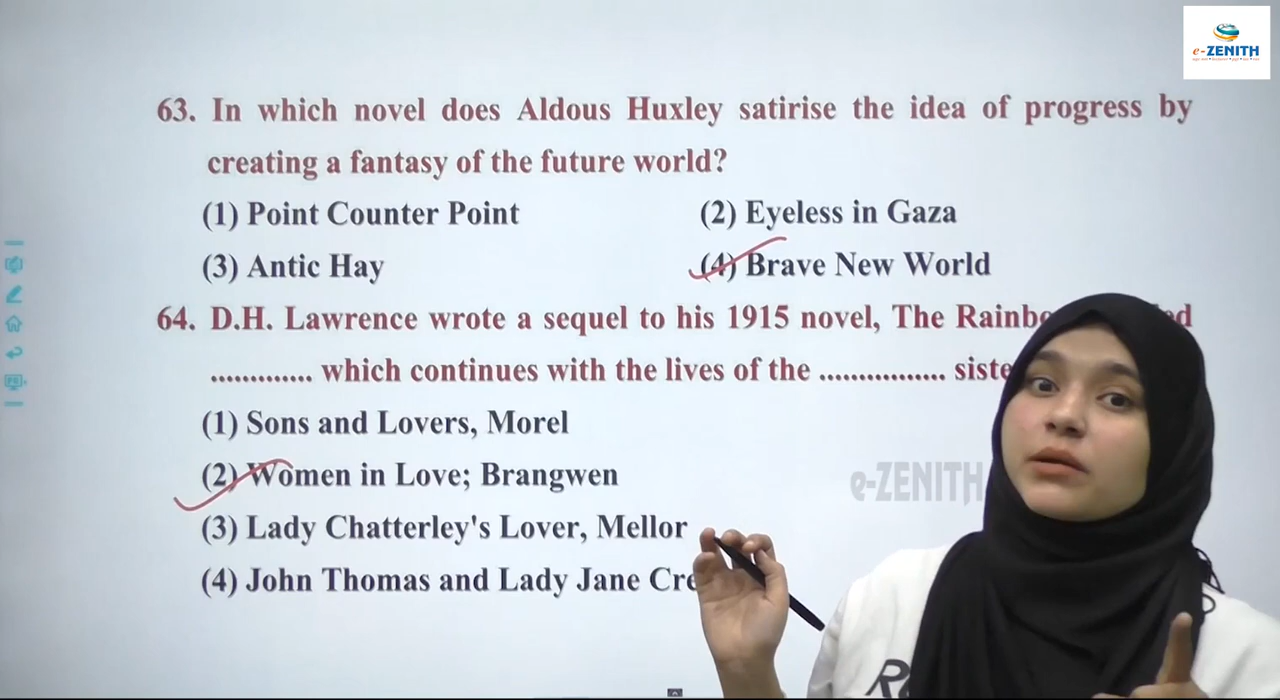 e-ZENITH
63. In which novel does Aldous Huxley satirise the idea of progress by
creating a fantasy of the future world?
(1) Point Counter Point
(2) Eyeless in Gaza
(3) Antic Hay
(4) Brave New World
64. D.H. Lawrence wrote a sequel to his 1915 novel, The
............. which continues with the lives of the ................
(1) Sons and Lovers, Morel
(2) Women in Love; Brangwen
e-ZENITH
(3) Lady Chatterley's Lover, Mellor
(4) John Thomas and Lady Jane